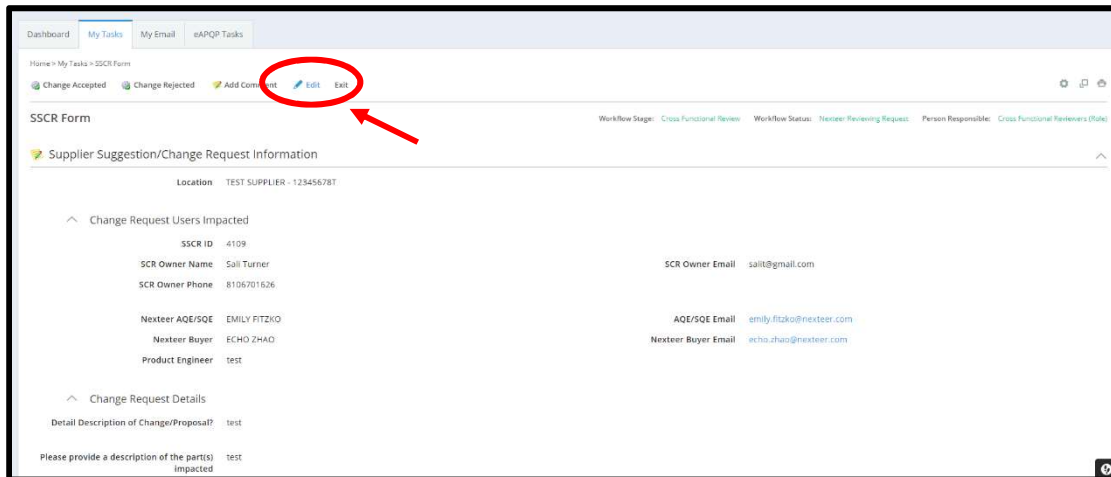 Dashboard My Tasks My Email eAPQP Tasks
Home > My Tasks > SSCR Form
Change Accepted Change Rejected Add Comment Edit Exit
SSCR Form Workflow Stage: Cross Functional Review Workflow Status: Nexteer Reviewing Request Person Responsible: Cross Functional Reviewers (Role)
Supplier Suggestion/Change Request Information
Location TEST SUPPLIER - 12345678T
Change Request Users Impacted
SSCR ID 4109
SCR Owner Name Sali Turner SCR Owner Email salit@gmail.com
SCR Owner Phone 8106701626
Nexteer AQE/SQE EMILY FITZKO AQE/SQE Email emily.fitzko@nexteer.com
Nexteer Buyer ECHO ZHAO Nexteer Buyer Email echo.zhao@nexteer.com
Product Engineer test
Change Request Details
Detail Description of Change/Proposal? test
Please provide a description of the part(s) test
impacted